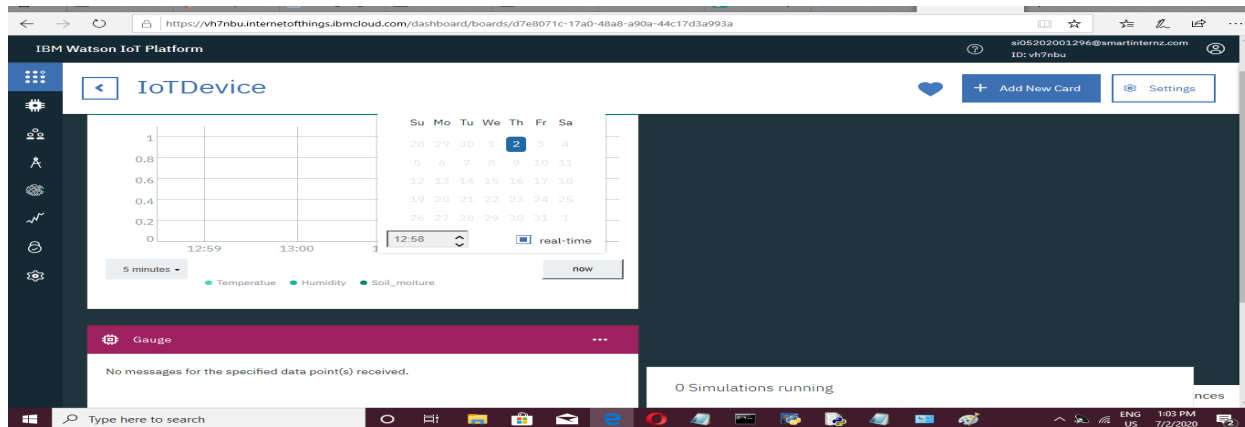 https://vh7nbu.internetofthings.ibmcloud.com/dashboard/boards/d7e8071c-17a0-48a8-a90a-44c17d3a993a
IBM Watson IoT Platform
si05202001296@smartinternz.com
ID: vh7nbu
IoTDevice
+ Add New Card
Settings
Su Mo Tu We Th Fr Sa
28 29 30 1 2 3 4
5 6 7 8 9 10 11
12 13 14 15 16 17 18
19 20 21 22 23 24 25
26 27 28 29 30 31 1
12:58
real-time
1
0.8
0.6
0.4
0.2
0
12:59 13:00 1
5 minutes
now
Temperatue Humidity Soil_moiture
Gauge
No messages for the specified data point(s) received.
0 Simulations running
nces
Type here to search
ENG
US
1:03 PM
7/2/2020
2